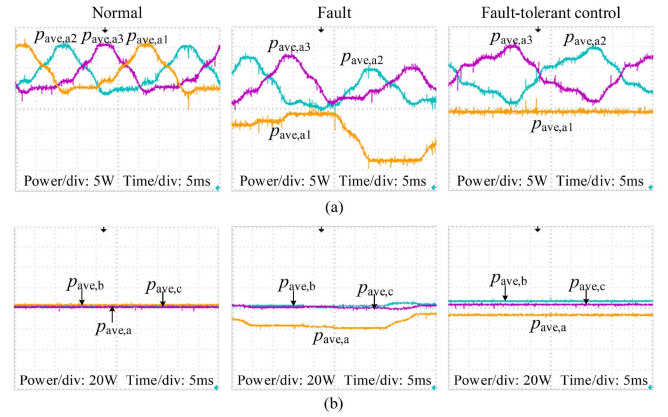 (a) Normal Fault Fault-tolerant control
pave,a2 pave,a3 pave,a1
pave,a3 pave,a2
pave,a1
pave,a3 pave,a2
pave,a1
Power/div: 5W Time/div: 5ms
Power/div: 5W Time/div: 5ms
Power/div: 5W Time/div: 5ms
(a)
(b)
pave,b pave,c
pave,a
pave,b pave,c
pave,a
pave,b pave,c
pave,a
Power/div: 20W Time/div: 5ms
Power/div: 20W Time/div: 5ms
Power/div: 20W Time/div: 5ms
(b)